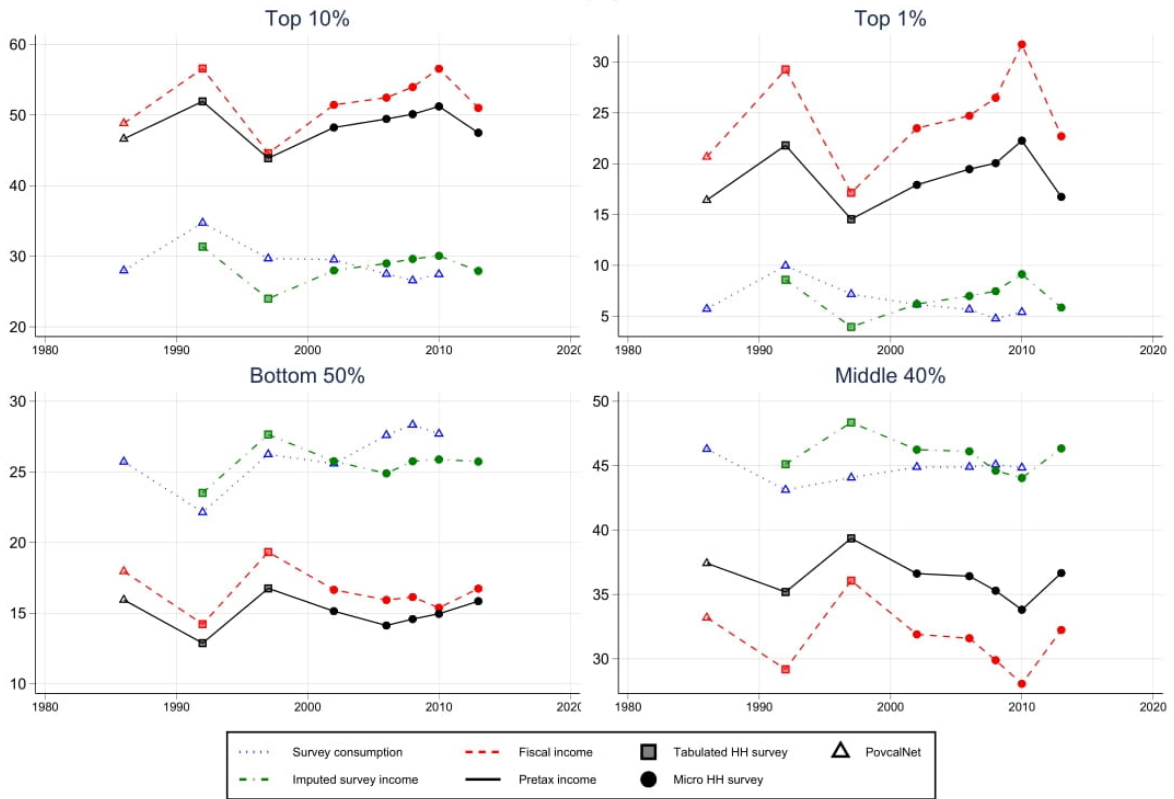 Top 10%
60
50
40
30
20
1980 1990 2000 2010 2020
Top 1%
30
25
20
15
10
5
1980 1990 2000 2010 2020
Bottom 50%
30
25
20
15
10
1980 1990 2000 2010 2020
Middle 40%
50
45
40
35
30
1980 1990 2000 2010 2020
Survey consumption Fiscal income Tabulated HH survey PovcalNet
Imputed survey income Pretax income Micro HH survey